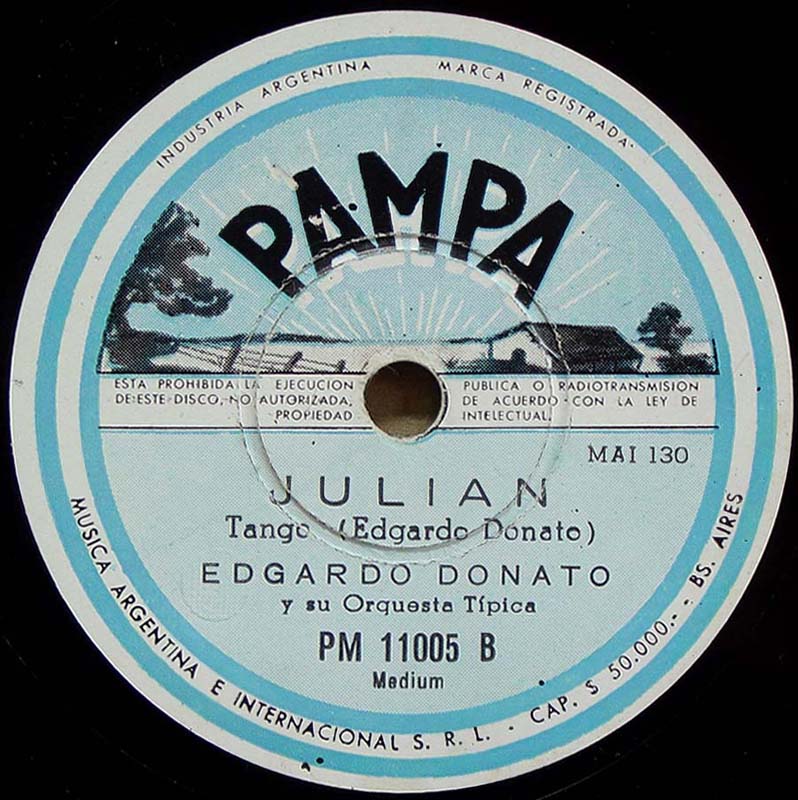 INDUSTRIA ARGENTINA MARCA REGISTRADA
PAMPA
ESTA PROHIBIDA LA EJECUCION PUBLICA O RADIOTRANSMISION
DE ESTE DISCO, NO AUTORIZADA, DE ACUERDO CON LA LEY DE
PROPIEDAD INTELECTUAL.
MAI 130
JULIAN
Tango (Edgardo Donato)
EDGARDO DONATO
y su Orquesta Típica
PM 11005 B
Medium
MUSICA ARGENTINA E INTERNACIONAL S. R. L. - CAP. $ 50.000.- - BS. AIRES